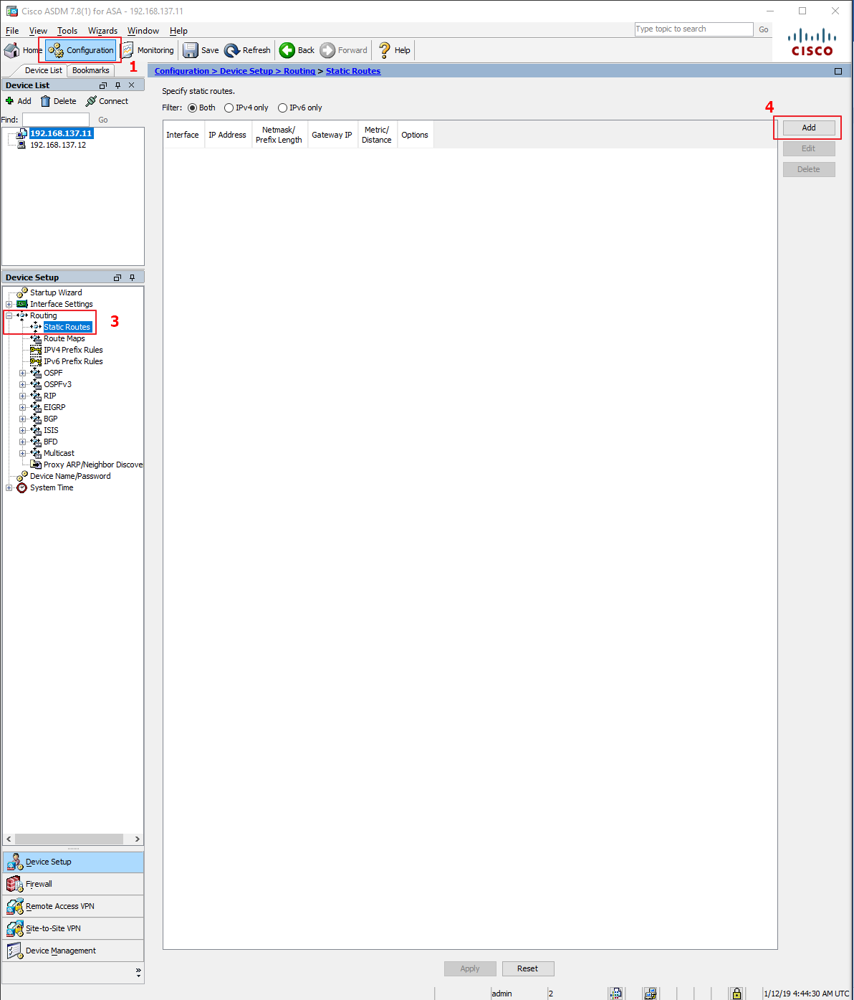 Cisco ASDM 7.8(1) for ASA - 192.168.137.11
File View Tools Wizards Window Help
Type topic to search Go
CISCO
Home Configuration Monitoring Save Refresh Back Forward Help
1
Device List Bookmarks
Configuration > Device Setup > Routing > Static Routes
Device List
Add Delete Connect
Find: Go
192.168.137.11
192.168.137.12
Specify static routes.
Filter: Both IPv4 only IPv6 only
4
Interface IP Address Netmask/ Prefix Length Gateway IP Metric/ Distance Options
Add
Edit
Delete
Device Setup
Startup Wizard
Interface Settings
Routing
3
Static Routes
Route Maps
IPV4 Prefix Rules
IPv6 Prefix Rules
OSPF
OSPFv3
RIP
EIGRP
BGP
ISIS
BFD
Multicast
Proxy ARP/Neighbor Discove
Device Name/Password
System Time
Device Setup
Firewall
Remote Access VPN
Site-to-Site VPN
Device Management
Apply Reset
admin 2 1/12/19 4:44:30 AM UTC